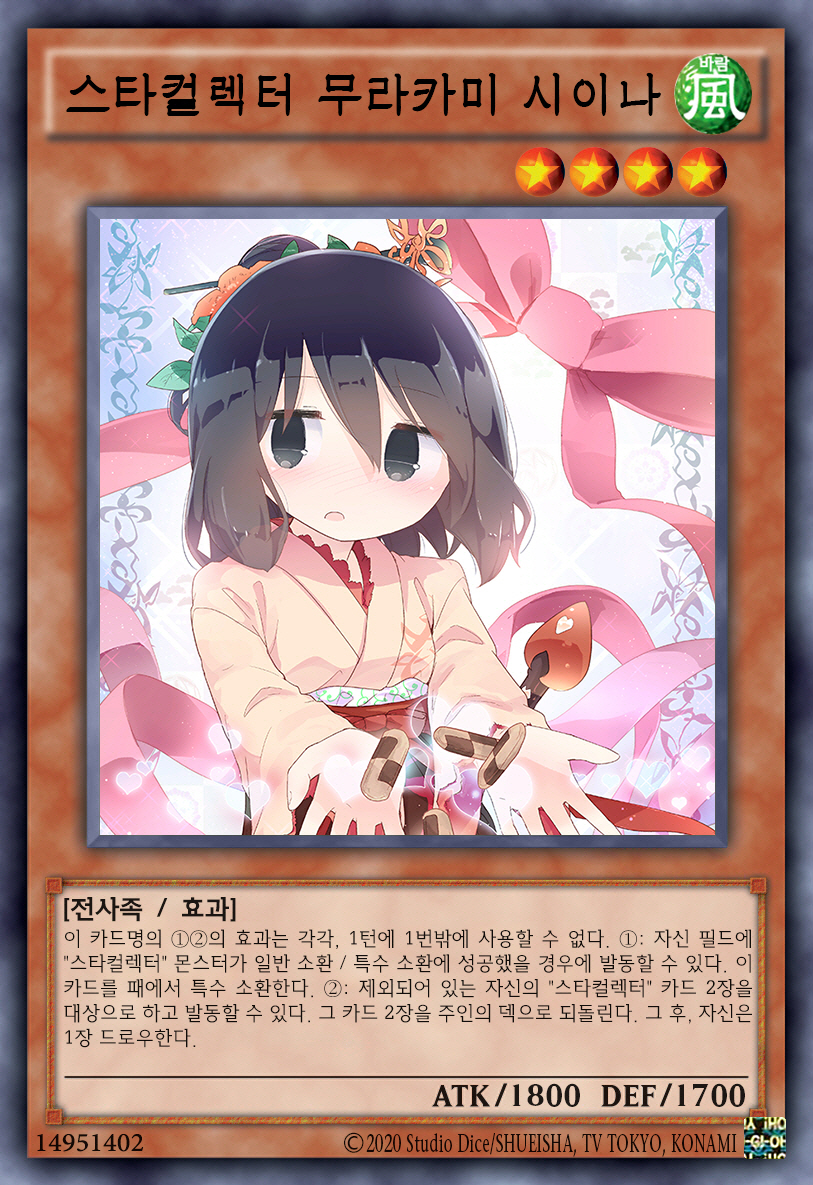 스타컬렉터 무라카미 시이나
바람
風
[전사족 / 효과]
이 카드명의 ①②의 효과는 각각, 1턴에 1번밖에 사용할 수 없다. ①: 자신 필드에
"스타컬렉터" 몬스터가 일반 소환 / 특수 소환에 성공했을 경우에 발동할 수 있다. 이
카드를 패에서 특수 소환한다. ②: 제외되어 있는 자신의 "스타컬렉터" 카드 2장을
대상으로 하고 발동할 수 있다. 그 카드 2장을 주인의 덱으로 되돌린다. 그 후, 자신은
1장 드로우한다.
ATK/1800 DEF/1700
14951402 ©2020 Studio Dice/SHUEISHA, TV TOKYO, KONAMI